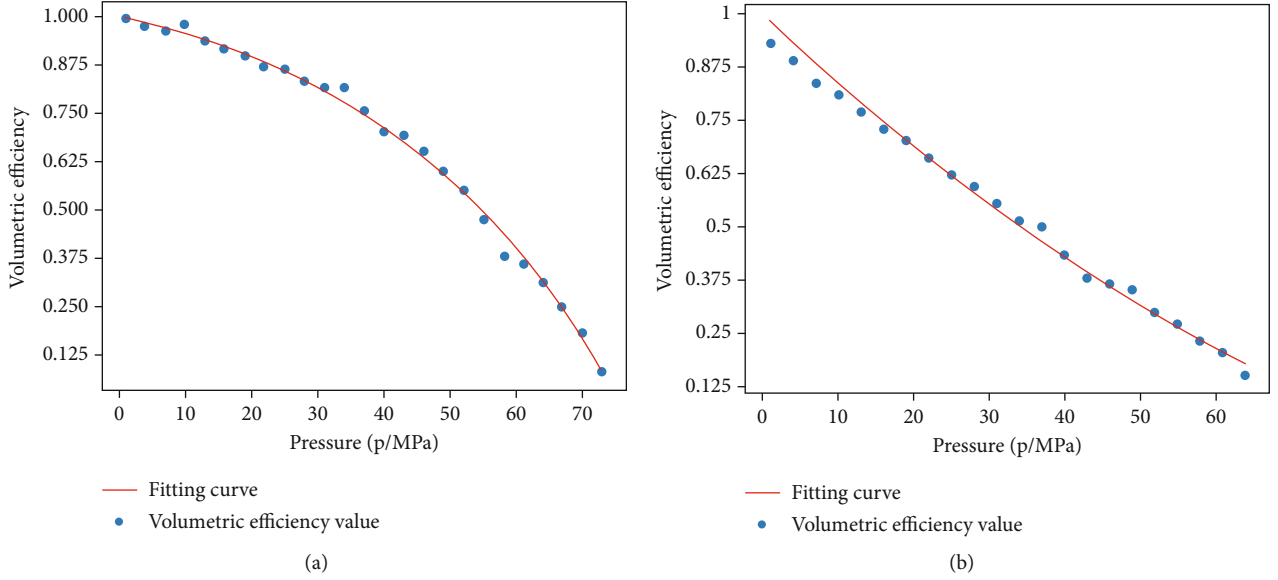 Volumetric efficiency
1.000
0.875
0.750
0.625
0.500
0.375
0.250
0.125
0 10 20 30 40 50 60 70
Pressure (p/MPa)
Fitting curve
Volumetric efficiency value
(a)
Volumetric efficiency
1
0.875
0.75
0.625
0.5
0.375
0.25
0.125
0 10 20 30 40 50 60
Pressure (p/MPa)
Fitting curve
Volumetric efficiency value
(b)